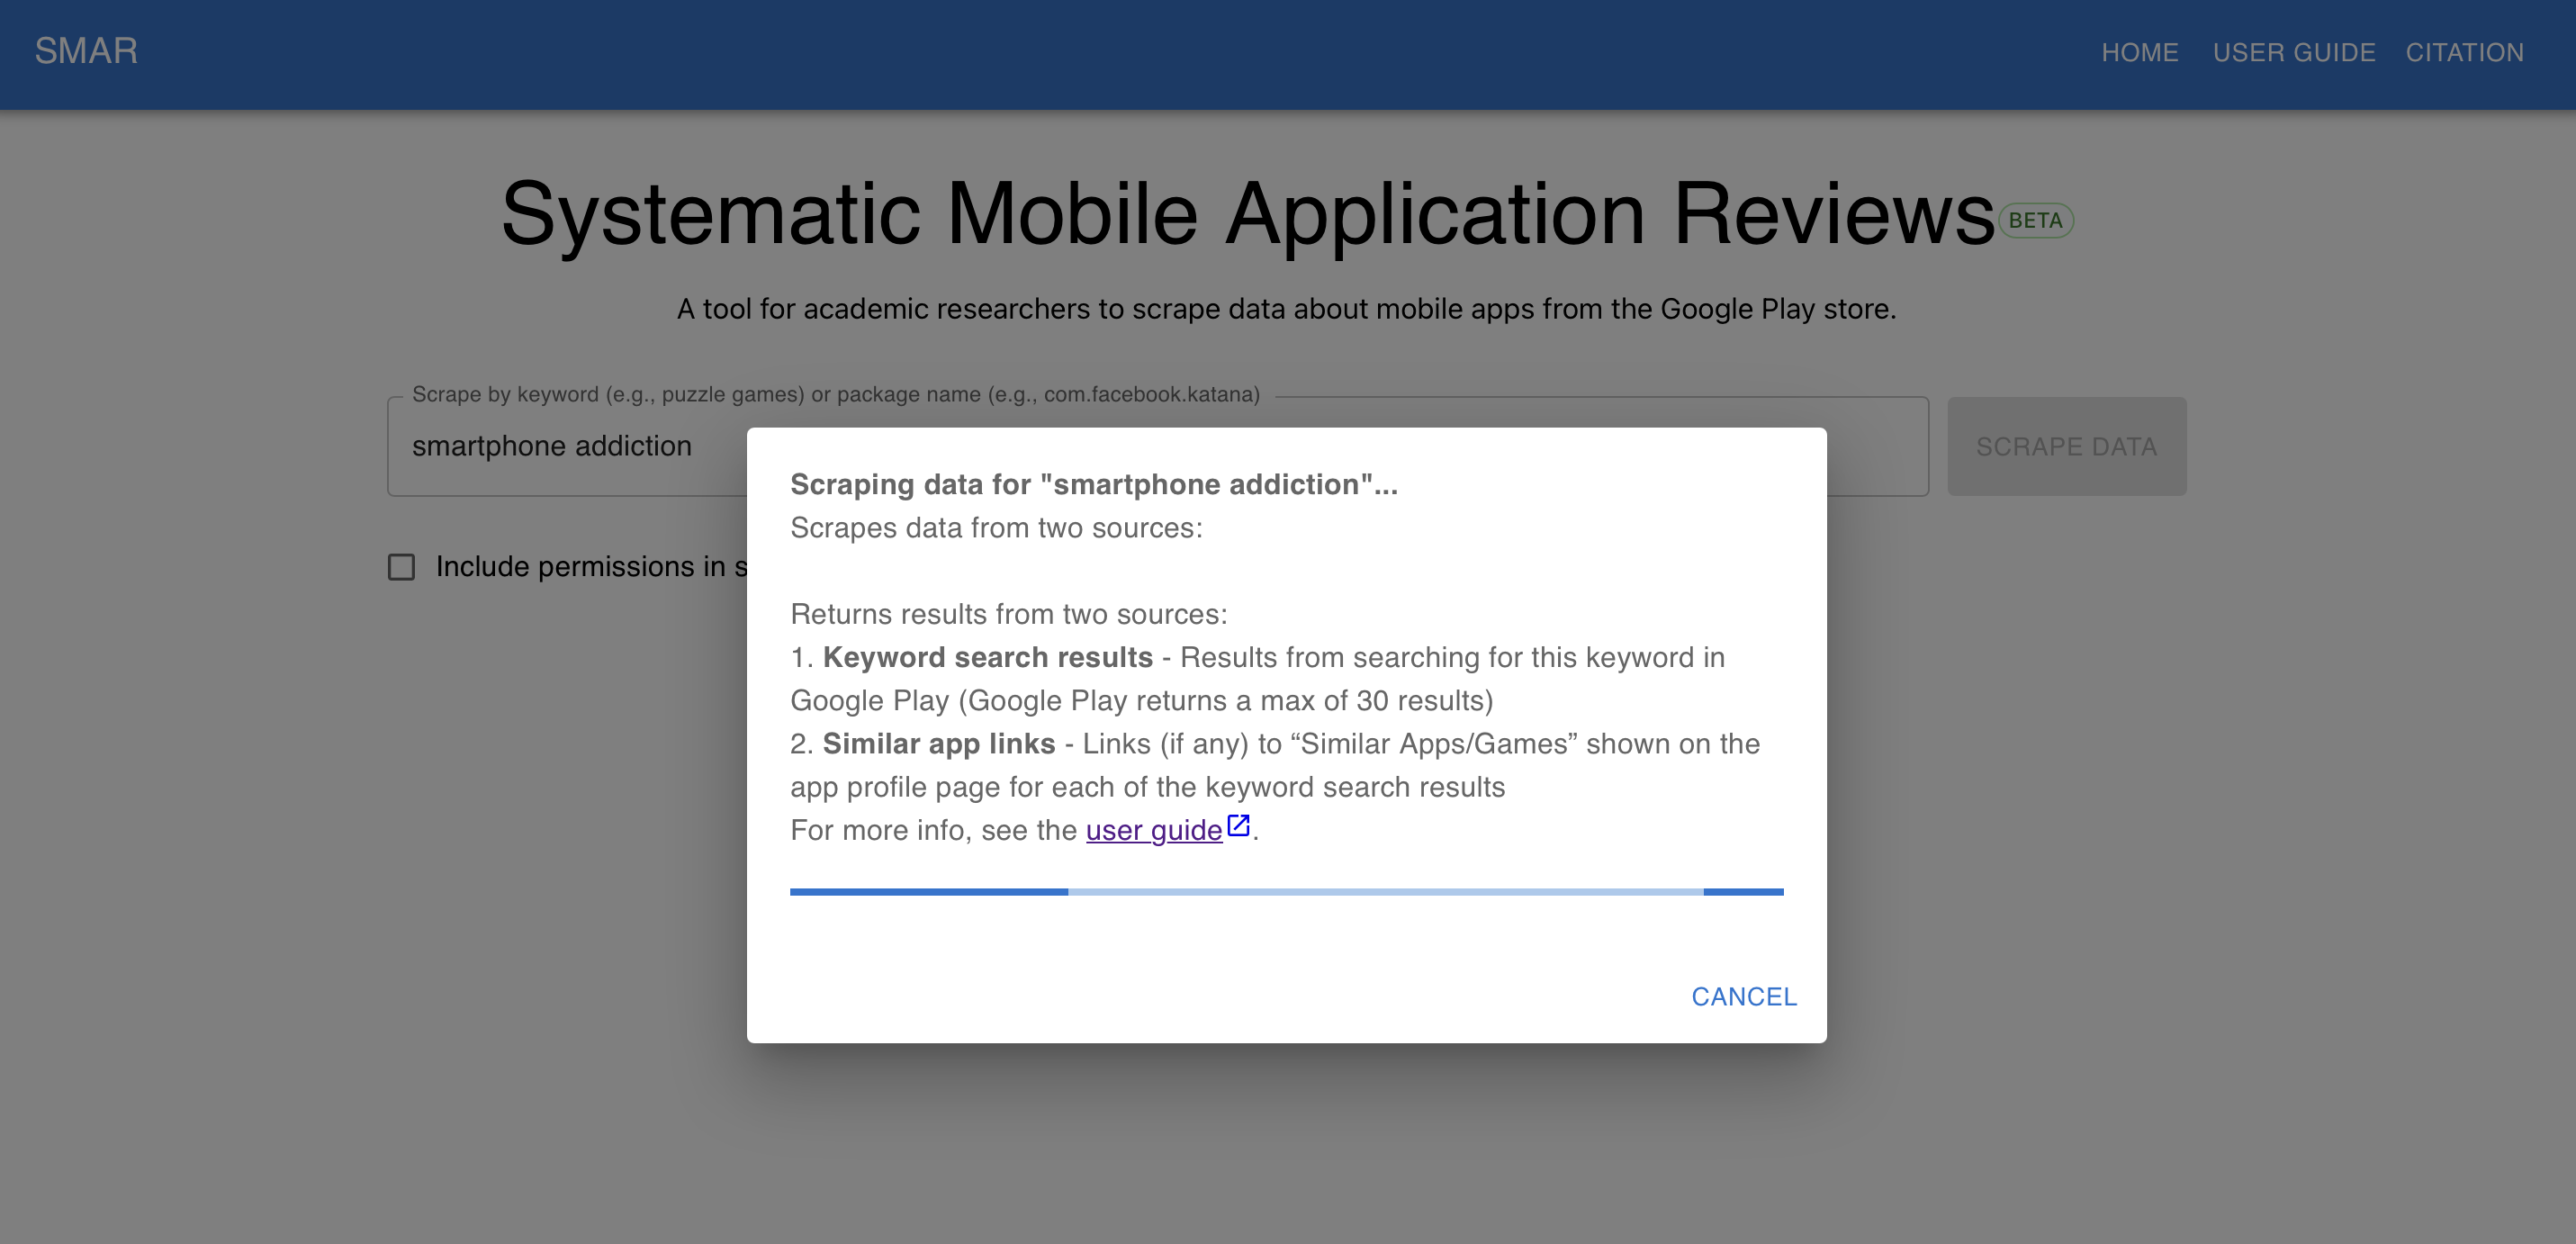 SMAR
HOME
USER GUIDE
CITATION
Systematic Mobile Application Reviews
BETA
A tool for academic researchers to scrape data about mobile apps from the Google Play store.
Scrape by keyword (e.g., puzzle games) or package name (e.g., com.facebook.katana)
smartphone addiction
SCRAPE DATA
Include permissions in
Scraping data for "smartphone addiction"...
Scrapes data from two sources:
Returns results from two sources:
1. Keyword search results - Results from searching for this keyword in
Google Play (Google Play returns a max of 30 results)
2. Similar app links - Links (if any) to “Similar Apps/Games” shown on the
app profile page for each of the keyword search results
For more info, see the user guide.
CANCEL